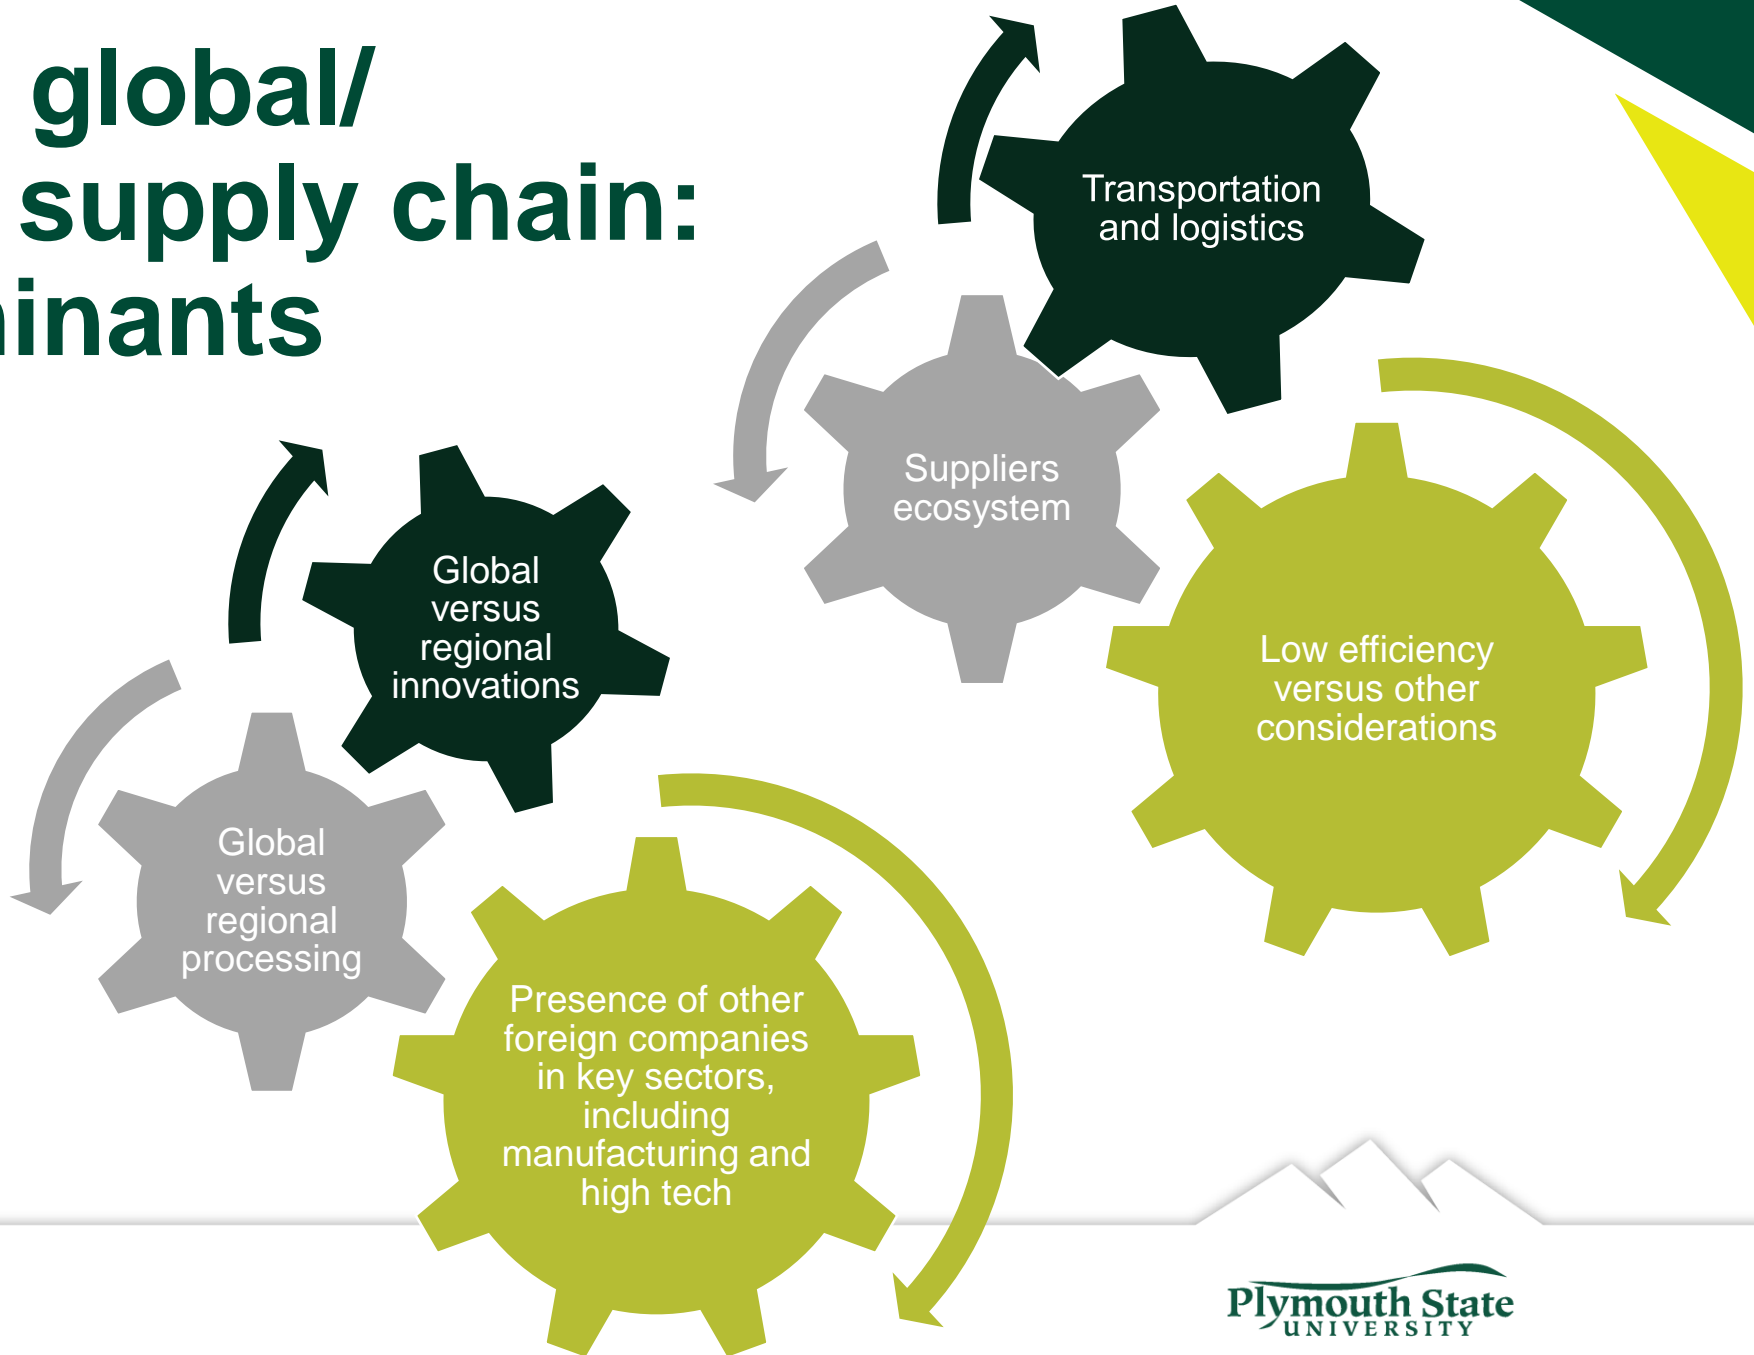 global/
supply chain:
inants
Transportation
and logistics
Suppliers
ecosystem
Low efficiency
versus other
considerations
Global
versus
regional
innovations
Global
versus
regional
processing
Presence of other
foreign companies
in key sectors,
including
manufacturing and
high tech
Plymouth State
UNIVERSITY